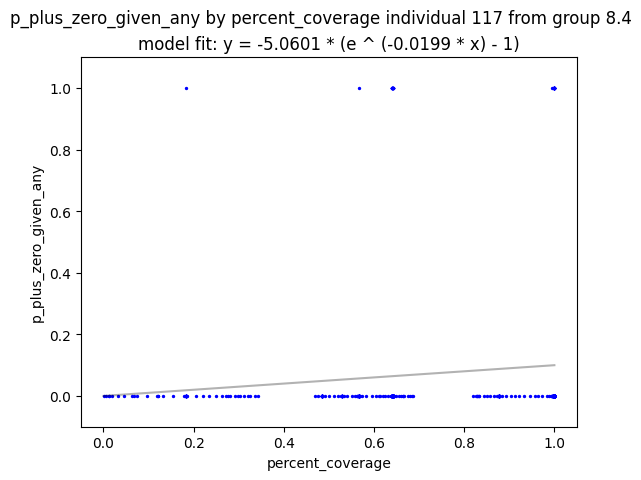 p_plus_zero_given_any by percent_coverage individual 117 from group 8.4
model fit: y = -5.0601 * (e ^ (-0.0199 * x) - 1)
1.0
0.8
0.6
0.4
0.2
0.0
p_plus_zero_given_any
0.0 0.2 0.4 0.6 0.8 1.0
percent_coverage